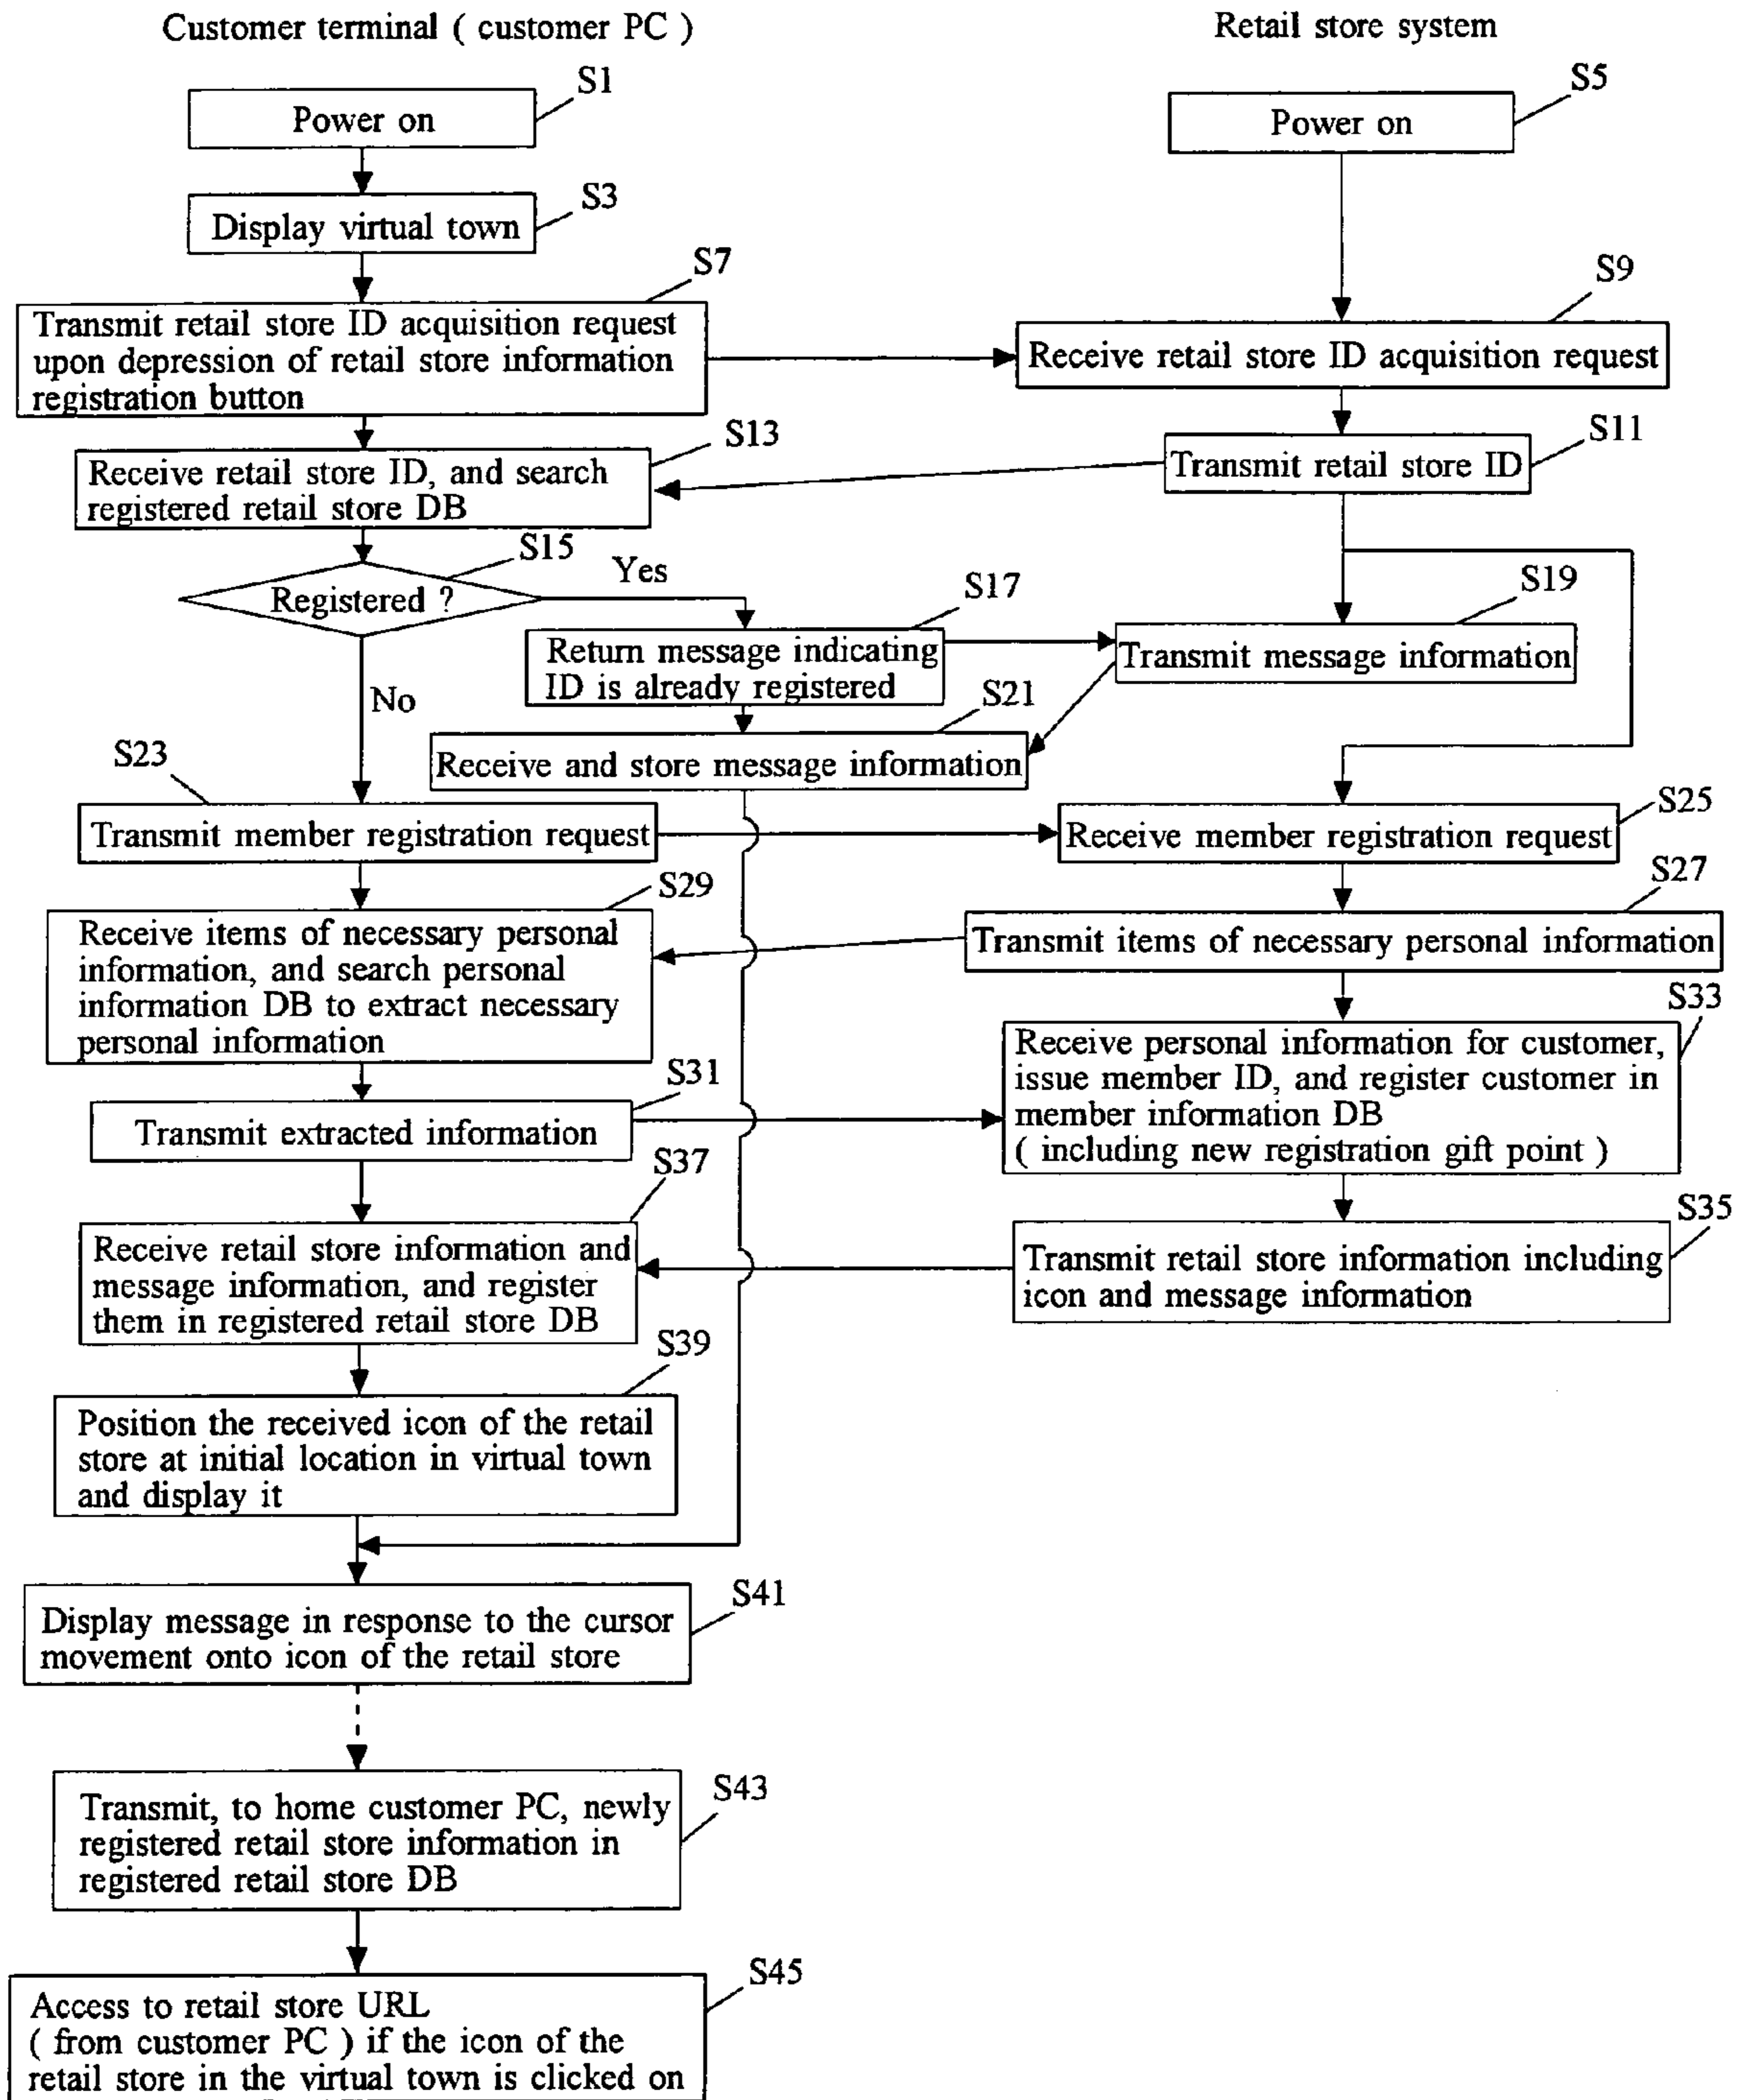 Customer terminal ( customer PC )
Retail store system
S1
Power on
S5
Power on
S3
Display virtual town
S7
Transmit retail store ID acquisition request
upon depression of retail store information
registration button
S9
Receive retail store ID acquisition request
S13
Receive retail store ID, and search
registered retail store DB
S11
Transmit retail store ID
S15
Registered ?
Yes
No
S17
Return message indicating
ID is already registered
S19
Transmit message information
S21
Receive and store message information
S23
Transmit member registration request
S25
Receive member registration request
S27
Transmit items of necessary personal information
S29
Receive items of necessary personal
information, and search personal
information DB to extract necessary
personal information
S31
Transmit extracted information
S33
Receive personal information for customer,
issue member ID, and register customer in
member information DB
( including new registration gift point )
S35
Transmit retail store information including
icon and message information
S37
Receive retail store information and
message information, and register
them in registered retail store DB
S39
Position the received icon of the retail
store at initial location in virtual town
and display it
S41
Display message in response to the cursor
movement onto icon of the retail store
S43
Transmit, to home customer PC, newly
registered retail store information in
registered retail store DB
S45
Access to retail store URL
( from customer PC ) if the icon of the
retail store in the virtual town is clicked on